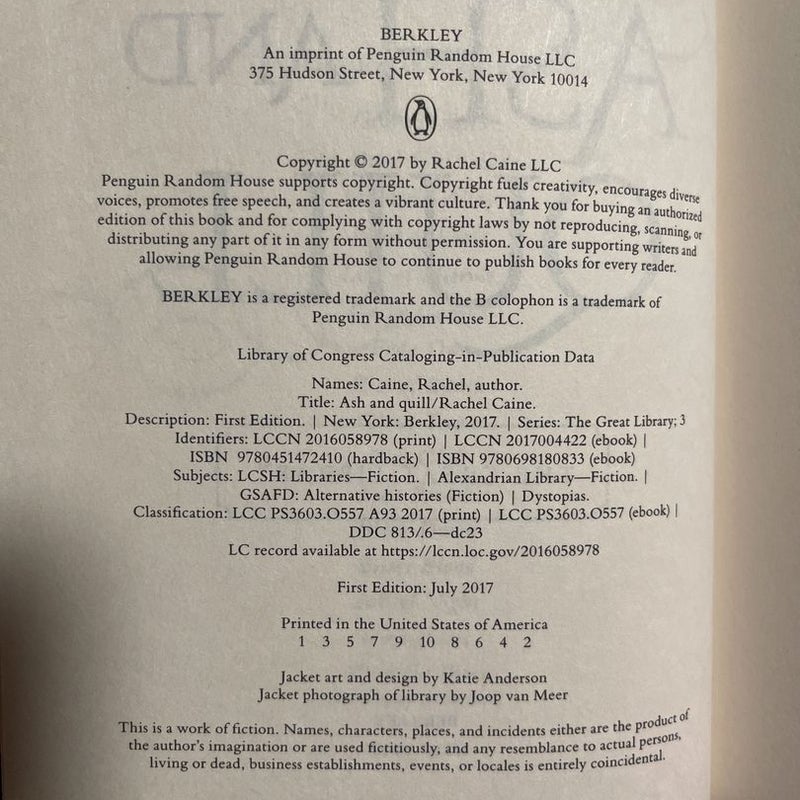 BERKLEY
An imprint of Penguin Random House LLC
375 Hudson Street, New York, New York 10014
Copyright © 2017 by Rachel Caine LLC
Penguin Random House supports copyright. Copyright fuels creativity, encourages diverse
voices, promotes free speech, and creates a vibrant culture. Thank you for buying an authorized
edition of this book and for complying with copyright laws by not reproducing, scanning, or
distributing any part of it in any form without permission. You are supporting writers and
allowing Penguin Random House to continue to publish books for every reader.
BERKLEY is a registered trademark and the B colophon is a trademark of
Penguin Random House LLC.
Library of Congress Cataloging-in-Publication Data
Names: Caine, Rachel, author.
Title: Ash and quill/Rachel Caine.
Description: First Edition. | New York: Berkley, 2017. | Series: The Great Library; 3
Identifiers: LCCN 2016058978 (print) | LCCN 2017004422 (ebook) |
ISBN 9780451472410 (hardback) | ISBN 9780698180833 (ebook)
Subjects: LCSH: Libraries—Fiction. | Alexandrian Library—Fiction. |
GSAFD: Alternative histories (Fiction) | Dystopias.
Classification: LCC PS3603.O557 A93 2017 (print) | LCC PS3603.O557 (ebook) |
DDC 813/.6—dc23
LC record available at https://lccn.loc.gov/2016058978
First Edition: July 2017
Printed in the United States of America
1 3 5 7 9 10 8 6 4 2
Jacket art and design by Katie Anderson
Jacket photograph of library by Joop van Meer
This is a work of fiction. Names, characters, places, and incidents either are the product of
the author's imagination or are used fictitiously, and any resemblance to actual persons,
living or dead, business establishments, events, or locales is entirely coincidental.